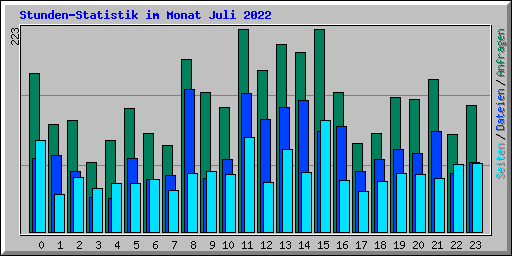 Stunden-Statistik im Monat Juli 2022
223
Seiten/Dateien/Anfragen
0 1 2 3 4 5 6 7 8 9 10 11 12 13 14 15 16 17 18 19 20 21 22 23